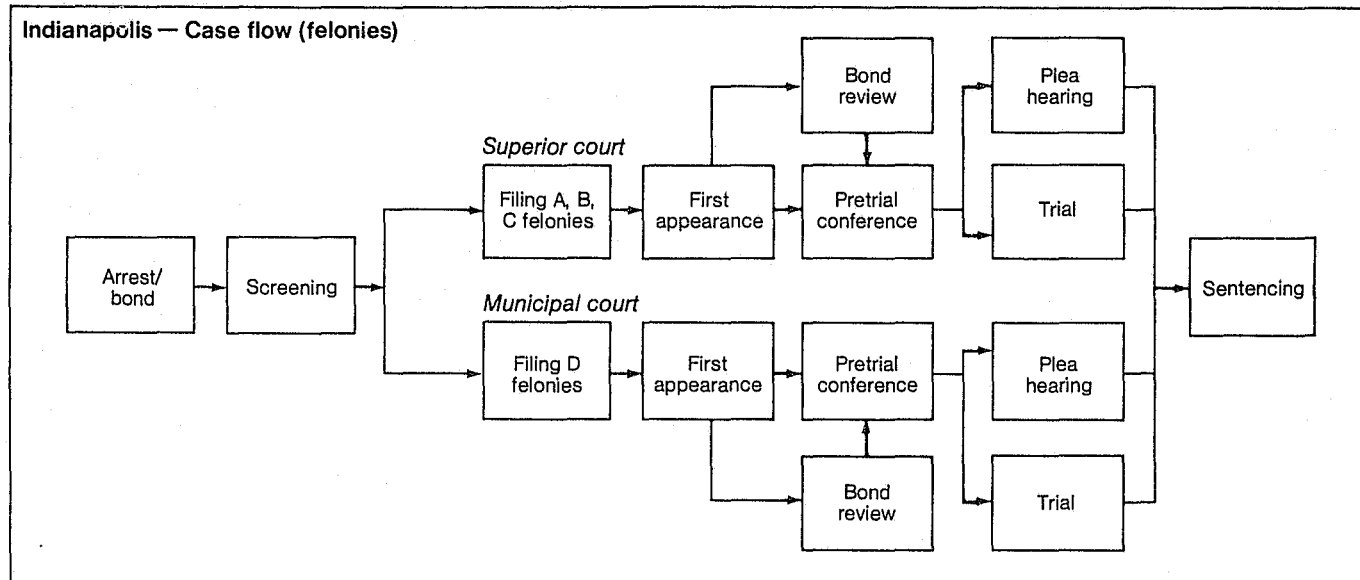 Indianapolis — Case flow (felonies)
Bond
review
Plea
hearing
Superior court
Filing A, B,
C felonies
First
appearance
Pretrial
conference
Trial
Arrest/
bond
Screening
Sentencing
Municipal court
Filing D
felonies
First
appearance
Pretrial
conference
Plea
hearing
Bond
review
Trial